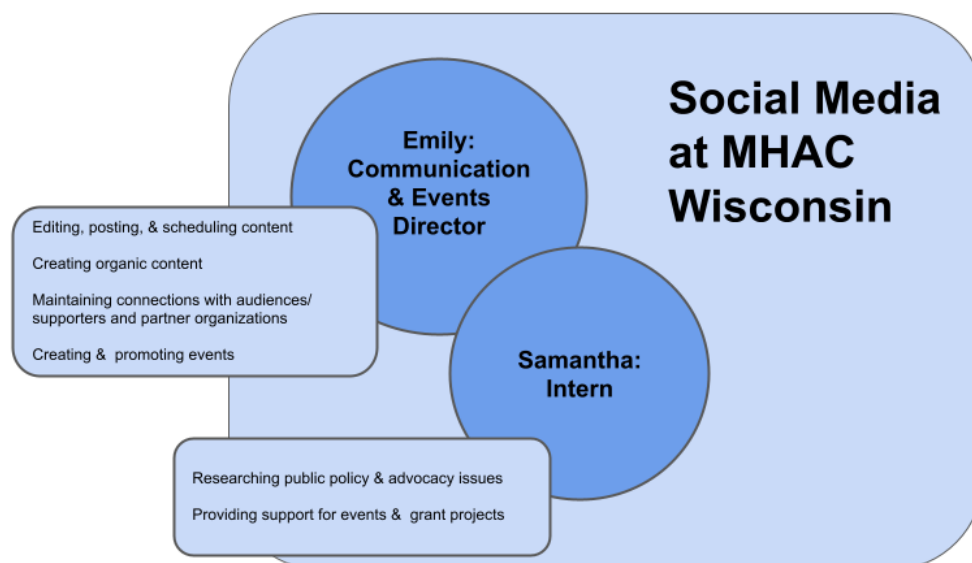 Social Media
at MHAC
Wisconsin
Emily:
Communication
& Events
Director
Editing, posting, & scheduling content
Creating organic content
Maintaining connections with audiences/
supporters and partner organizations
Creating & promoting events
Samantha:
Intern
Researching public policy & advocacy issues
Providing support for events & grant projects